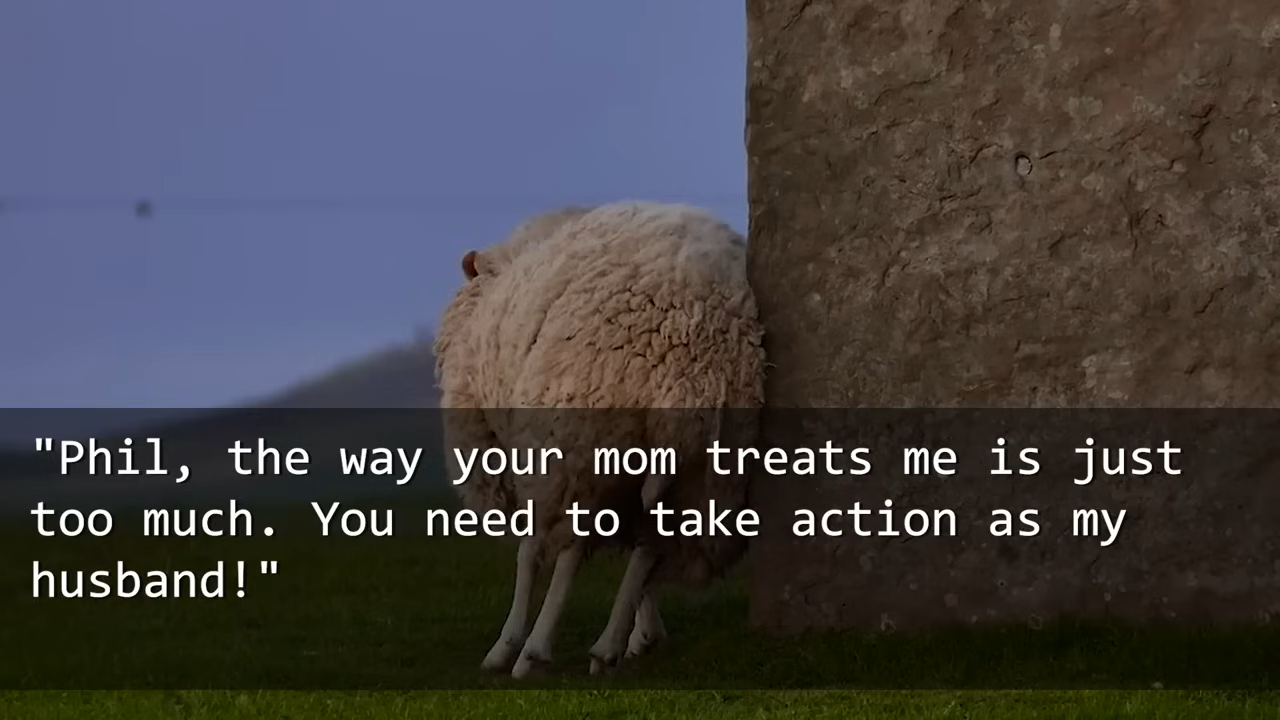 "Phil, the way your mom treats me is just
too much. You need to take action as my
husband!"